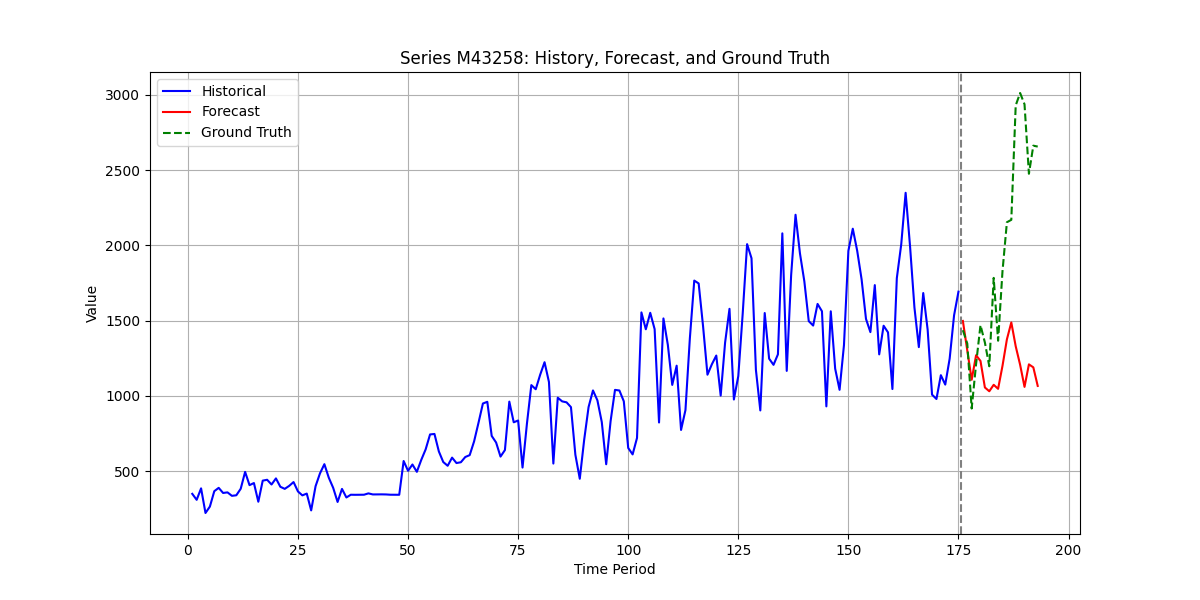 Series M43258: History, Forecast, and Ground Truth
Historical
Forecast
Ground Truth
3000
2500
2000
1500
1000
500
Value
0 25 50 75 100 125 150 175 200
Time Period